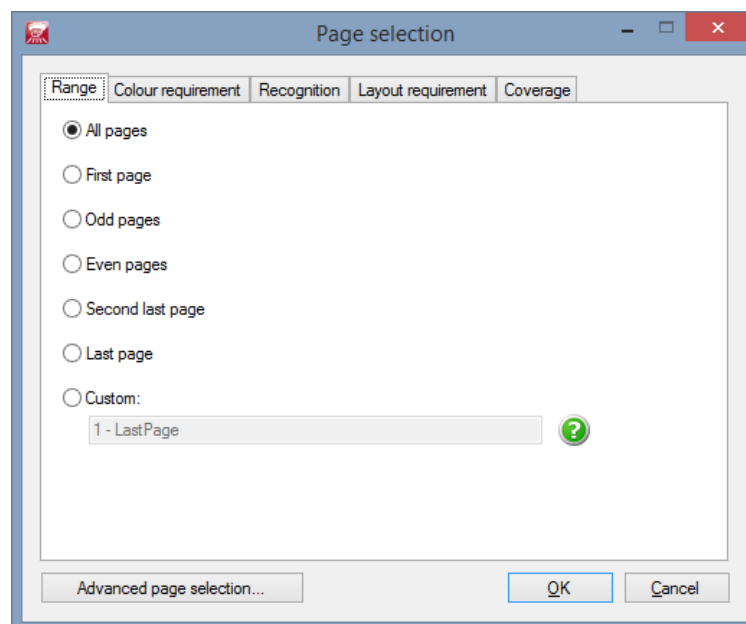 Page selection
Range Colour requirement Recognition Layout requirement Coverage
All pages
First page
Odd pages
Even pages
Second last page
Last page
Custom:
1 - LastPage
Advanced page selection... OK Cancel